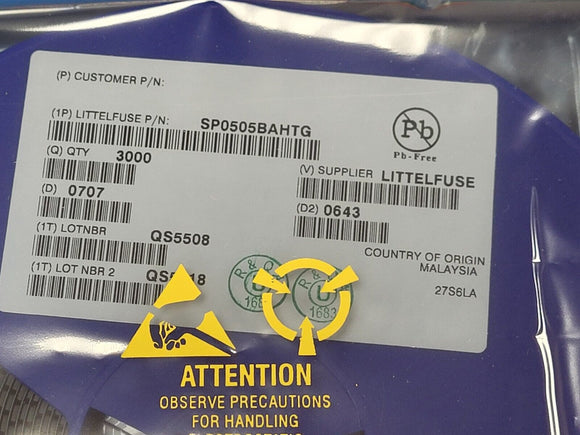 (P) CUSTOMER P/N:
(1P) LITTELFUSE P/N: SP0505BAHTG
Pb
Pb-Free
(Q) QTY 3000
(V) SUPPLIER LITTELFUSE
(D) 0707
(D2) 0643
(1T) LOTNBR QS5508
COUNTRY OF ORIGIN
MALAYSIA
(1T) LOT NBR 2
27S6LA
R & Q
U
1683
ATTENTION
OBSERVE PRECAUTIONS
FOR HANDLING